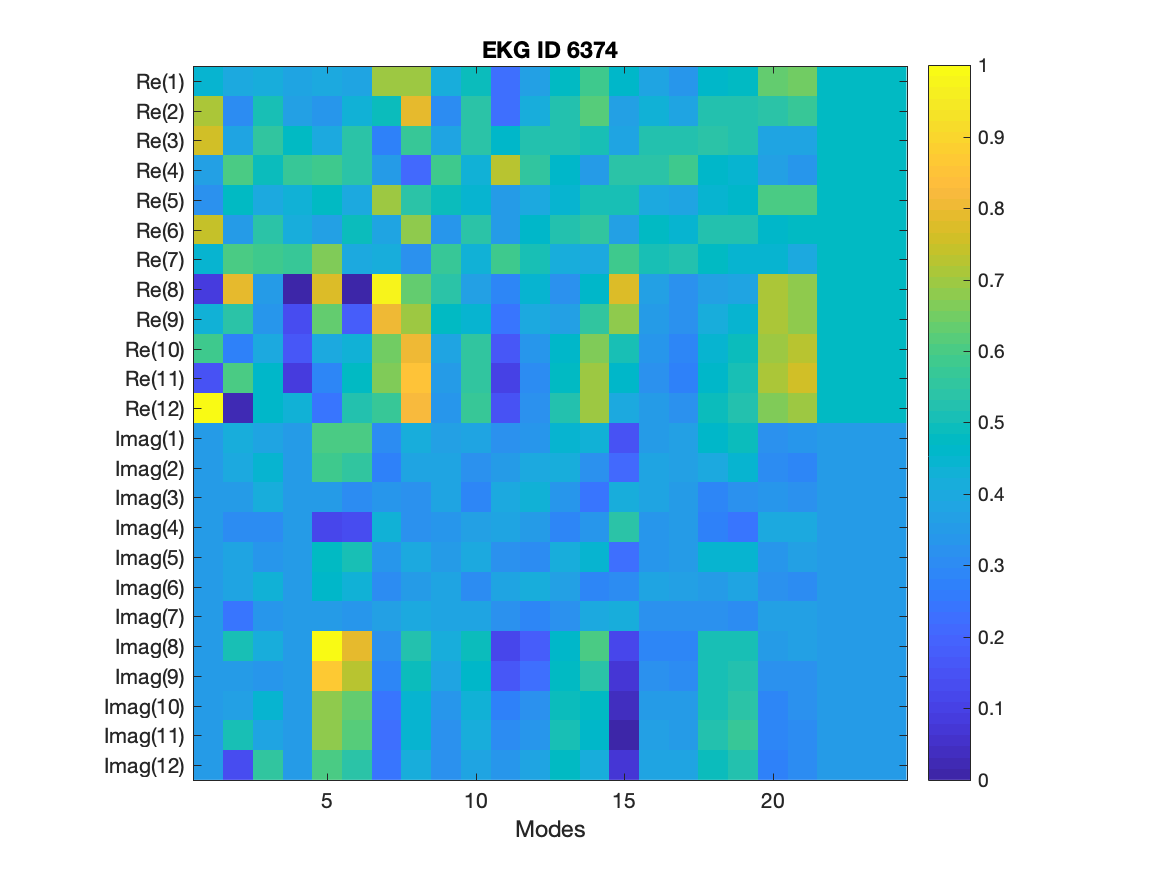 EKG ID 6374
Re(1)
Re(2)
Re(3)
Re(4)
Re(5)
Re(6)
Re(7)
Re(8)
Re(9)
Re(10)
Re(11)
Re(12)
Imag(1)
Imag(2)
Imag(3)
Imag(4)
Imag(5)
Imag(6)
Imag(7)
Imag(8)
Imag(9)
Imag(10)
Imag(11)
Imag(12)
5 10 15 20
Modes
1
0.9
0.8
0.7
0.6
0.5
0.4
0.3
0.2
0.1
0